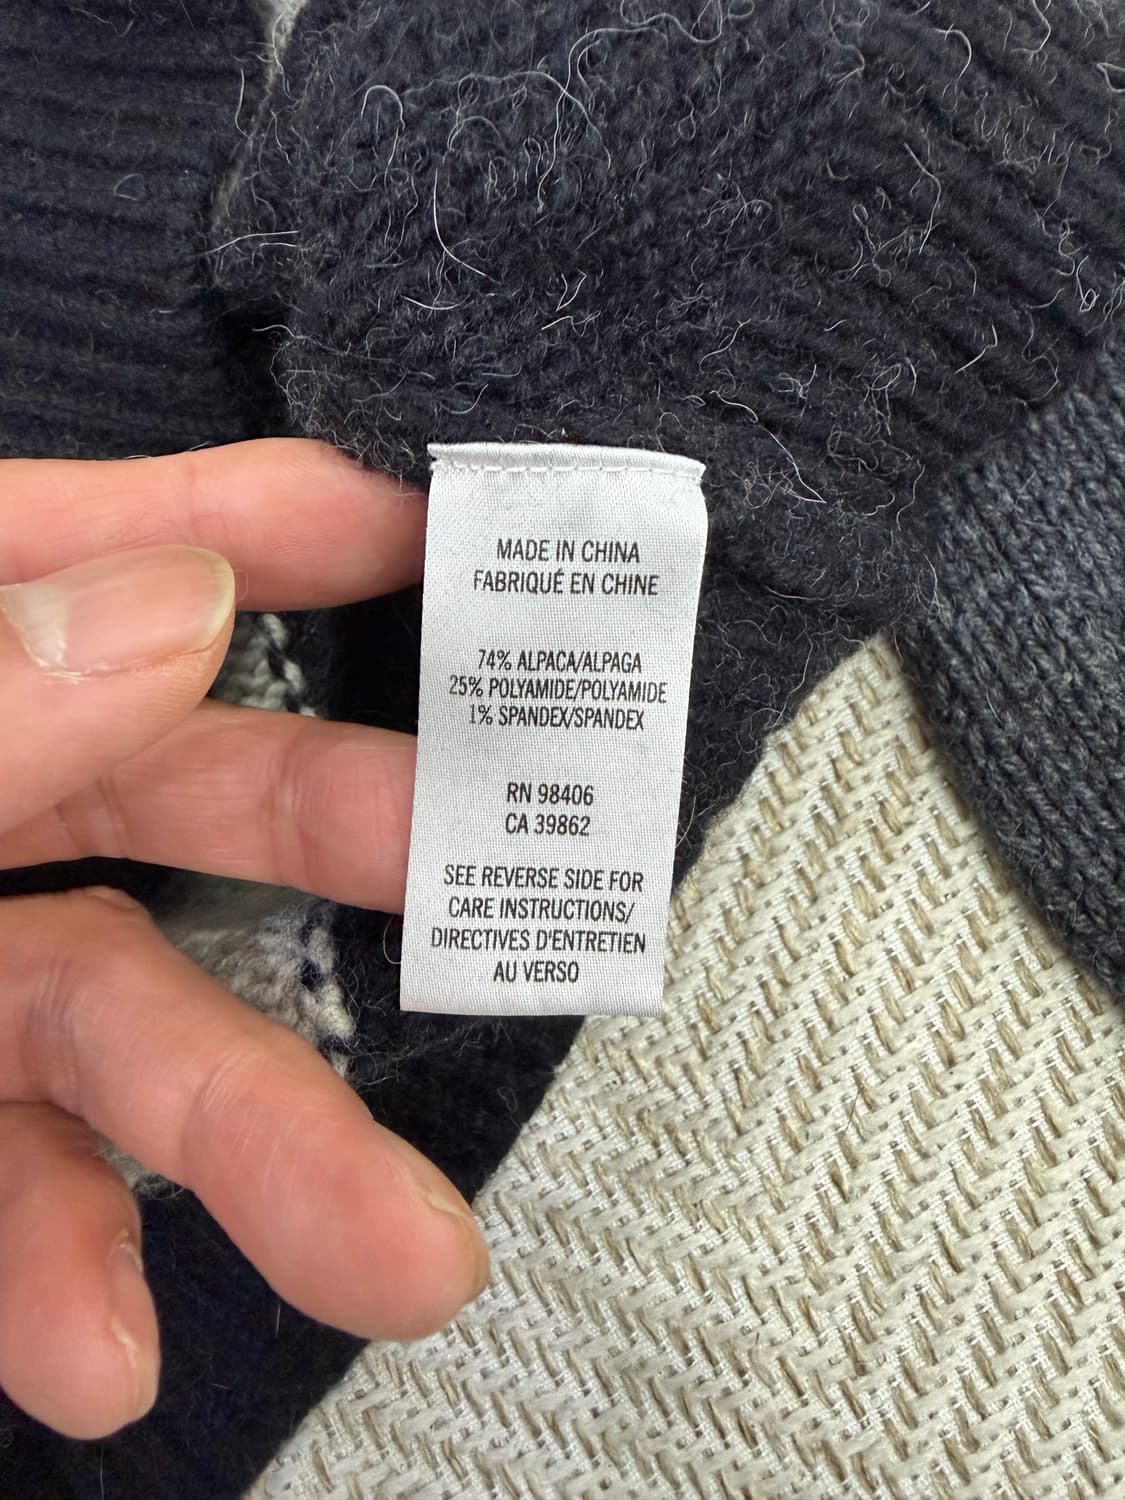 MADE IN CHINA
FABRIQUÉ EN CHINE
74% ALPACA/ALPAGA
25% POLYAMIDE/POLYAMIDE
1% SPANDEX/SPANDEX
RN 98406
CA 39862
SEE REVERSE SIDE FOR
CARE INSTRUCTIONS/
DIRECTIVES D'ENTRETIEN
AU VERSO